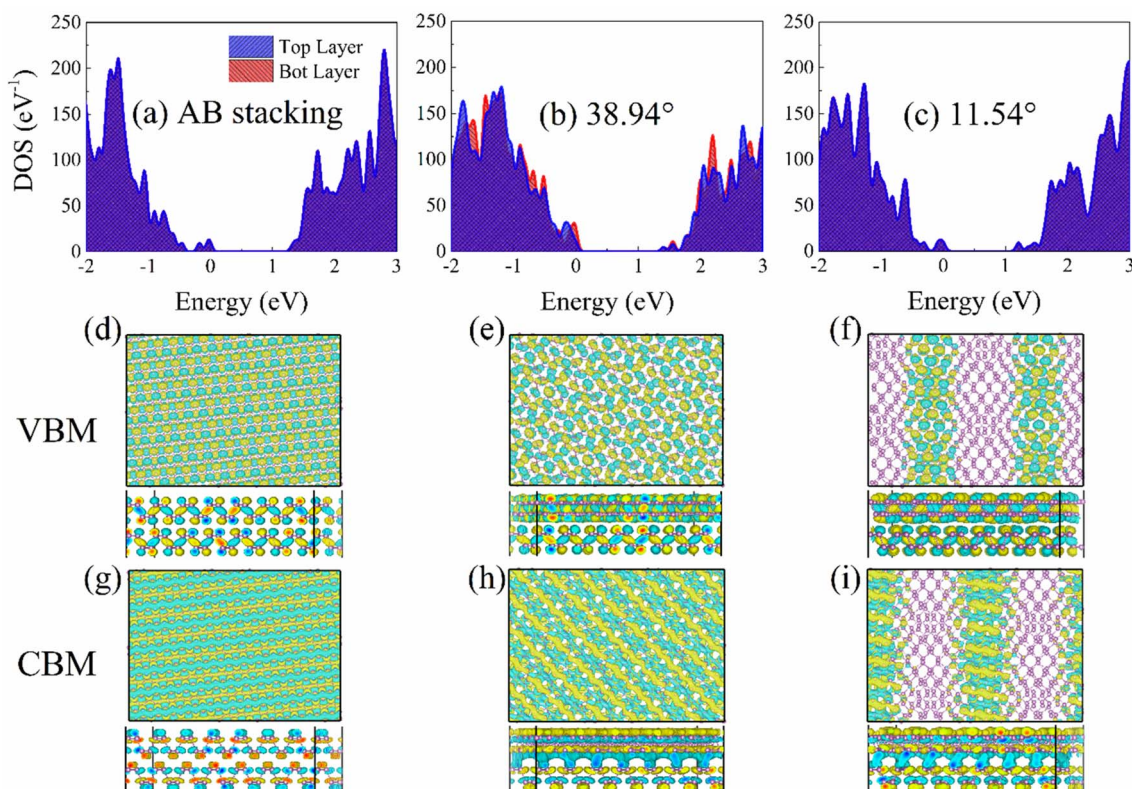 250
200
150
100
50
0
DOS (eV⁻¹)
Top Layer
Bot Layer
(a) AB stacking
-2 -1 0 1 2 3
Energy (eV)
250
200
150
100
50
0
(b) 38.94°
-2 -1 0 1 2 3
Energy (eV)
250
200
150
100
50
0
(c) 11.54°
-2 -1 0 1 2 3
Energy (eV)
(d) (e) (f)
VBM
(g) (h) (i)
CBM